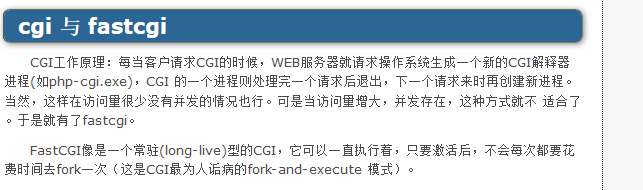 cgi 与 fastcgi
CGI工作原理：每当客户请求CGI的时候，WEB服务器就请求操作系统生成一个新的CGI解释器
进程(如php-cgi.exe)，CGI 的一个进程则处理完一个请求后退出，下一个请求来时再创建新进程。
当然，这样在访问量很少没有并发的情况也行。可是当访问量增大，并发存在，这种方式就不 适合了
。于是就有了fastcgi。
FastCGI像是一个常驻(long-live)型的CGI，它可以一直执行着，只要激活后，不会每次都要花
费时间去fork一次（这是CGI最为人诟病的fork-and-execute 模式）。